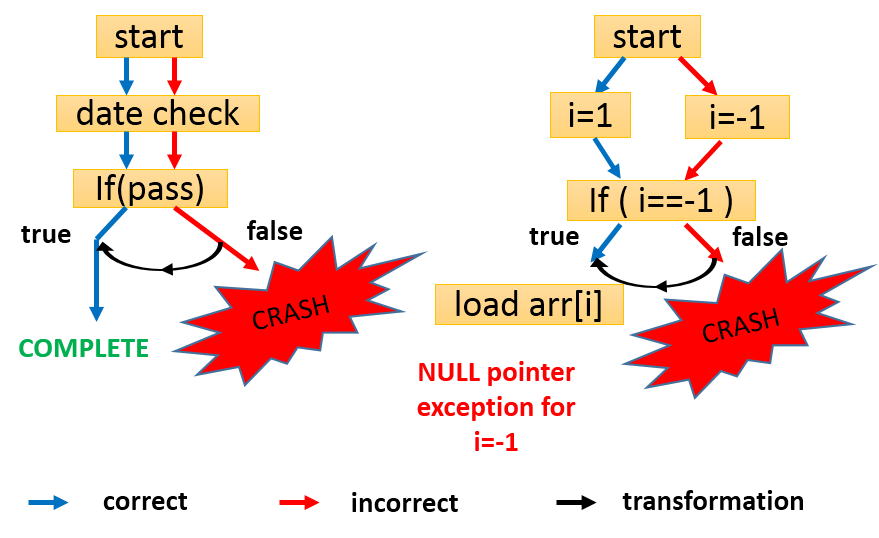 start
date check
If(pass)
true
false
CRASH
COMPLETE
start
i=1
i=-1
If ( i==-1 )
true
false
load arr[i]
CRASH
NULL pointer
exception for
i=-1
correct
incorrect
transformation